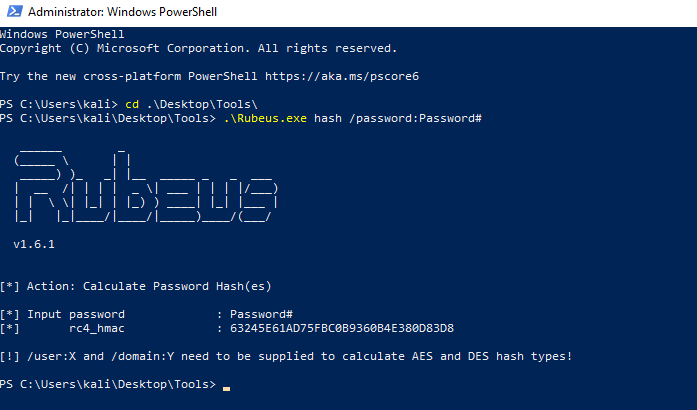 Administrator: Windows PowerShell
Windows PowerShell
Copyright (C) Microsoft Corporation. All rights reserved.
Try the new cross-platform PowerShell https://aka.ms/pscore6
PS C:\Users\kali> cd .\Desktop\Tools\
PS C:\Users\kali\Desktop\Tools> .\Rubeus.exe hash /password:Password#
Rubeus
v1.6.1
[*] Action: Calculate Password Hash(es)
[*] Input password : Password#
[*] rc4_hmac : 63245E61AD75FBC0B9360B4E380D83D8
[!] /user:X and /domain:Y need to be supplied to calculate AES and DES hash types!
PS C:\Users\kali\Desktop\Tools>